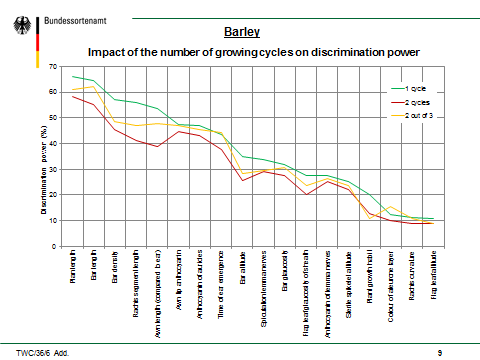 Bundessortenamt
Barley
Impact of the number of growing cycles on discrimination power
Discrimination power (%)
70
60
50
40
30
20
10
0
1 cycle
2 cycles
2 out of 3
Plant length
Ear length
Ear density
Rachis segment length
Awn length (compared to ear)
Awn tip anthocyanin
Anthocyanin of auricles
Time of ear emergence
Ear attitude
Spiculation lemma nerves
Ear glaucosity
Flag leaf glaucosity of sheath
Anthocyanin of lemma nerves
Sterile spikelet attitude
Plant growth habit
Colour of aleurone layer
Rachis curvature
Flag leaf attitude
TWC/36/6 Add.
9